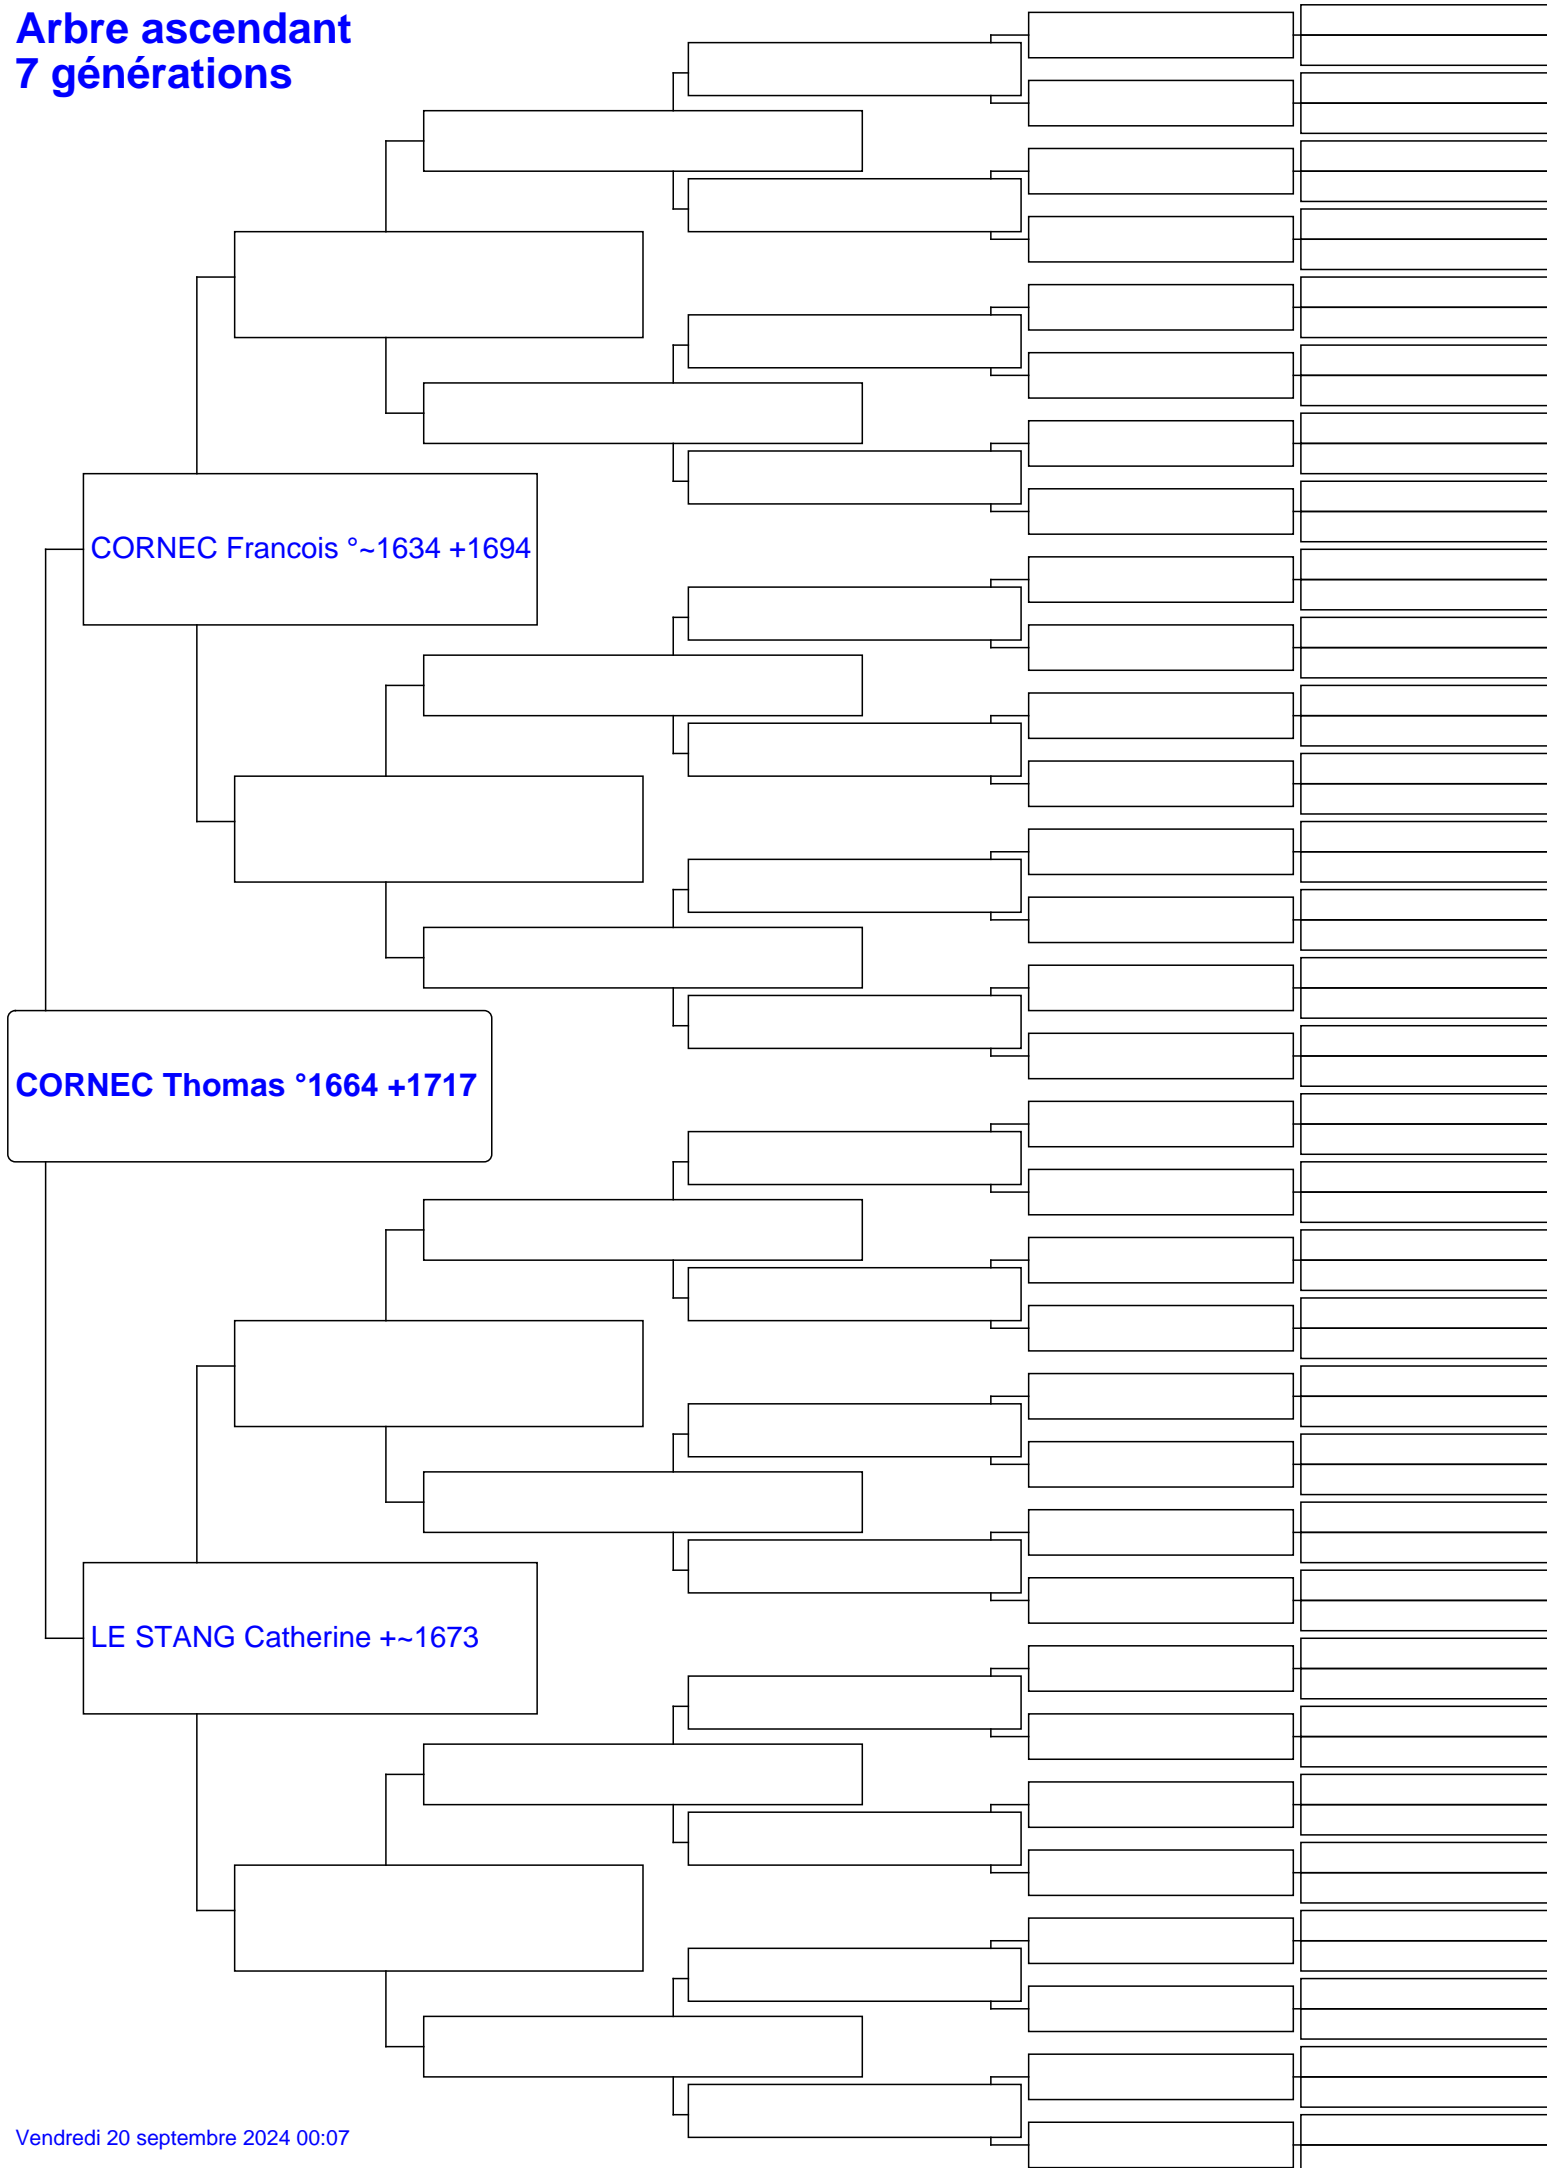 Arbre ascendant
7 générations
CORNEC Francois °~1634 +1694
CORNEC Thomas °1664 +1717
LE STANG Catherine +~1673
Vendredi 20 septembre 2024 00:07